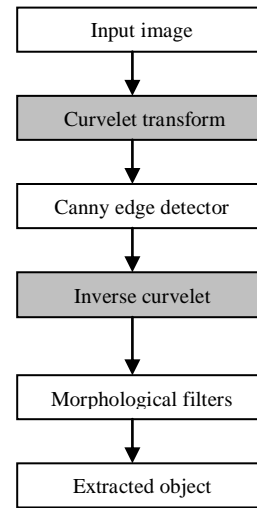 Input image
Curvelet transform
Canny edge detector
Inverse curvelet
Morphological filters
Extracted object